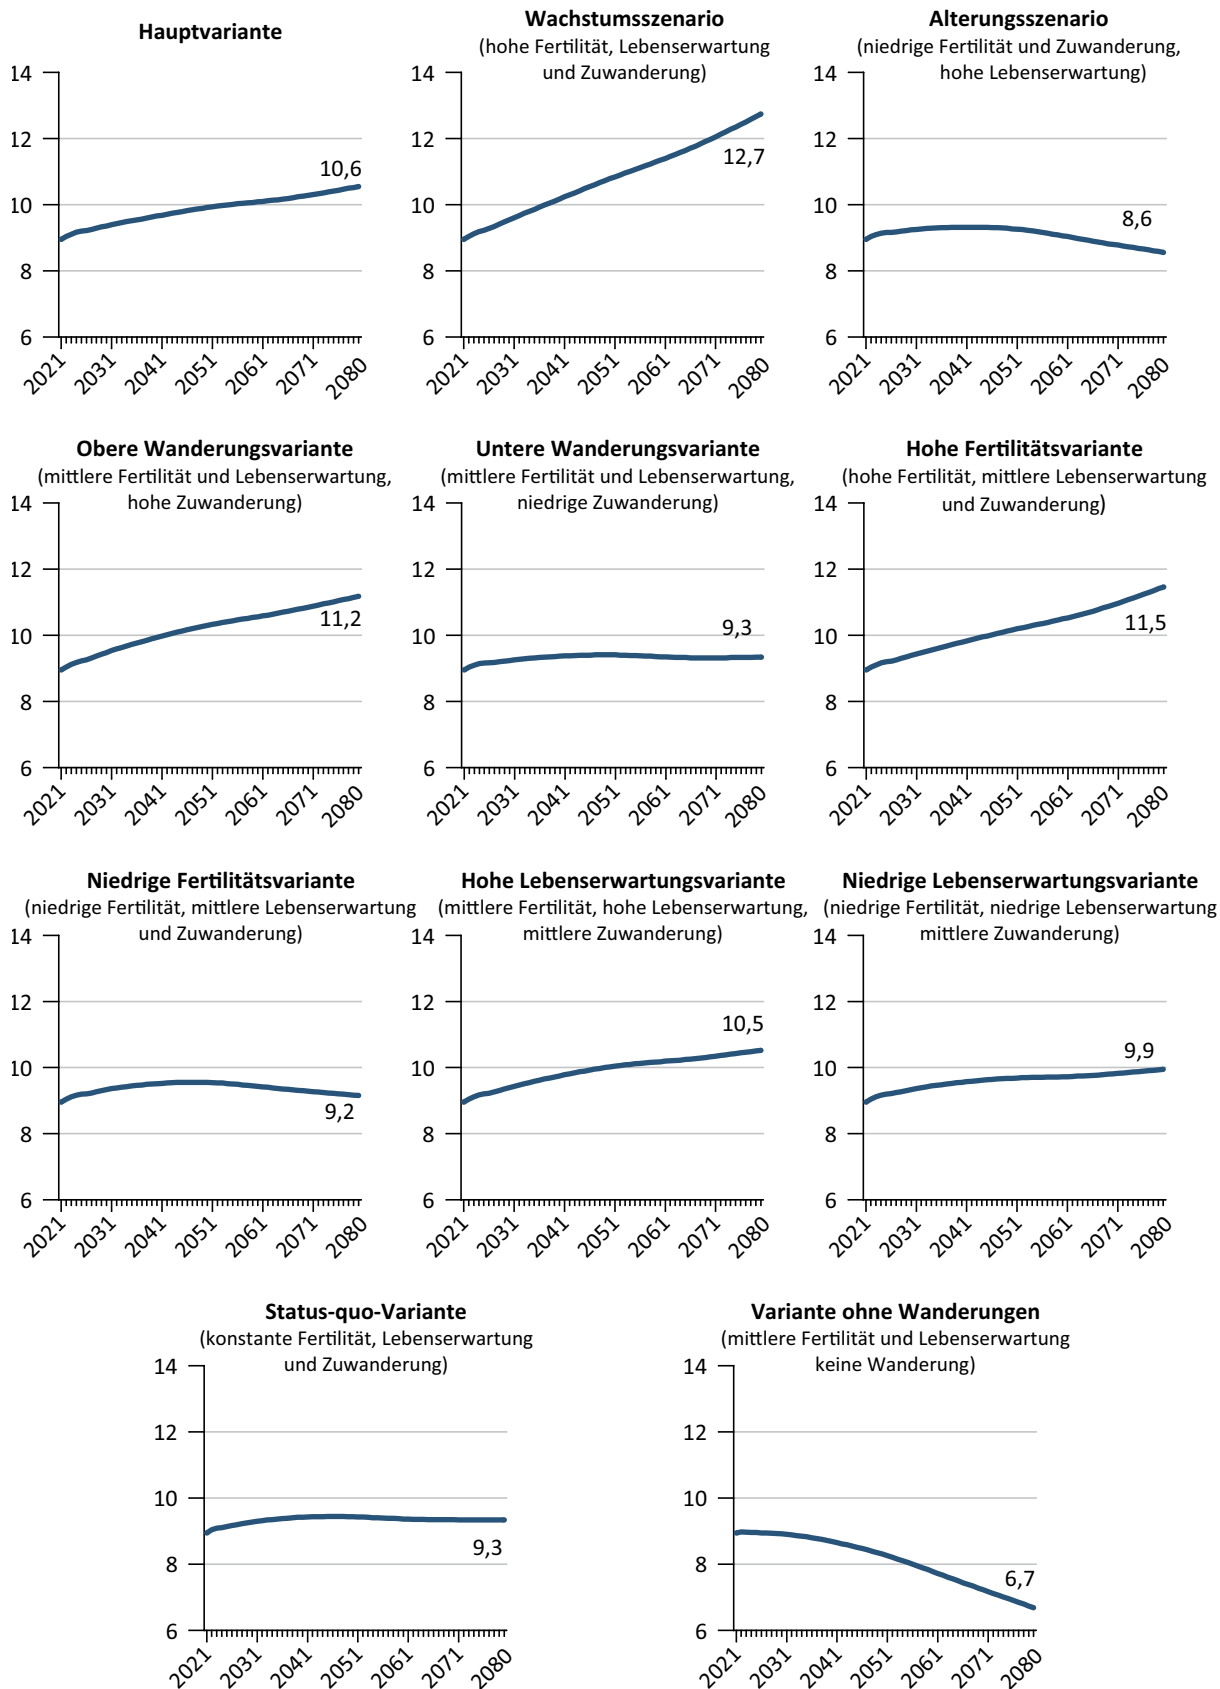 Hauptvariante
14
12
10
8
6
10,6
2021 2031 2041 2051 2061 2071 2080
Wachstumsszenario
(hohe Fertilität, Lebenserwartung
und Zuwanderung)
14
12
10
8
6
12,7
2021 2031 2041 2051 2061 2071 2080
Alterungsszenario
(niedrige Fertilität und Zuwanderung,
hohe Lebenserwartung)
14
12
10
8
6
8,6
2021 2031 2041 2051 2061 2071 2080
Obere Wanderungsvariante
(mittlere Fertilität und Lebenserwartung,
hohe Zuwanderung)
14
12
10
8
6
11,2
2021 2031 2041 2051 2061 2071 2080
Untere Wanderungsvariante
(mittlere Fertilität und Lebenserwartung,
niedrige Zuwanderung)
14
12
10
8
6
9,3
2021 2031 2041 2051 2061 2071 2080
Hohe Fertilitätsvariante
(hohe Fertilität, mittlere Lebenserwartung
und Zuwanderung)
14
12
10
8
6
11,5
2021 2031 2041 2051 2061 2071 2080
Niedrige Fertilitätsvariante
(niedrige Fertilität, mittlere Lebenserwartung
und Zuwanderung)
14
12
10
8
6
9,2
2021 2031 2041 2051 2061 2071 2080
Hohe Lebenserwartungsvariante
(mittlere Fertilität, hohe Lebenserwartung,
mittlere Zuwanderung)
14
12
10
8
6
10,5
2021 2031 2041 2051 2061 2071 2080
Niedrige Lebenserwartungsvariante
(niedrige Fertilität, niedrige Lebenserwartung
mittlere Zuwanderung)
14
12
10
8
6
9,9
2021 2031 2041 2051 2061 2071 2080
Status-quo-Variante
(konstante Fertilität, Lebenserwartung
und Zuwanderung)
14
12
10
8
6
9,3
2021 2031 2041 2051 2061 2071 2080
Variante ohne Wanderungen
(mittlere Fertilität und Lebenserwartung
keine Wanderung)
14
12
10
8
6
6,7
2021 2031 2041 2051 2061 2071 2080